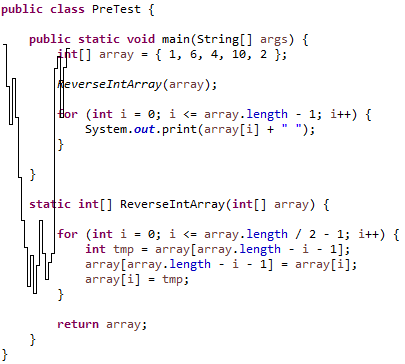 public class PreTest {
public static void main(String[] args) {
int[] array = { 1, 6, 4, 10, 2 };
ReverseIntArray(array);
for (int i = 0; i <= array.length - 1; i++) {
System.out.print(array[i] + " ");
}
}
static int[] ReverseIntArray(int[] array) {
for (int i = 0; i <= array.length / 2 - 1; i++) {
int tmp = array[array.length - i - 1];
array[array.length - i - 1] = array[i];
array[i] = tmp;
}
return array;
}
}